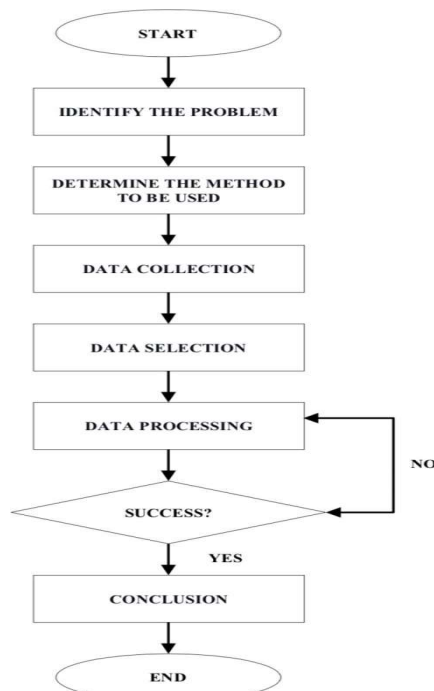 START
IDENTIFY THE PROBLEM
DETERMINE THE METHOD
TO BE USED
DATA COLLECTION
DATA SELECTION
DATA PROCESSING
NO
SUCCESS?
YES
CONCLUSION
END